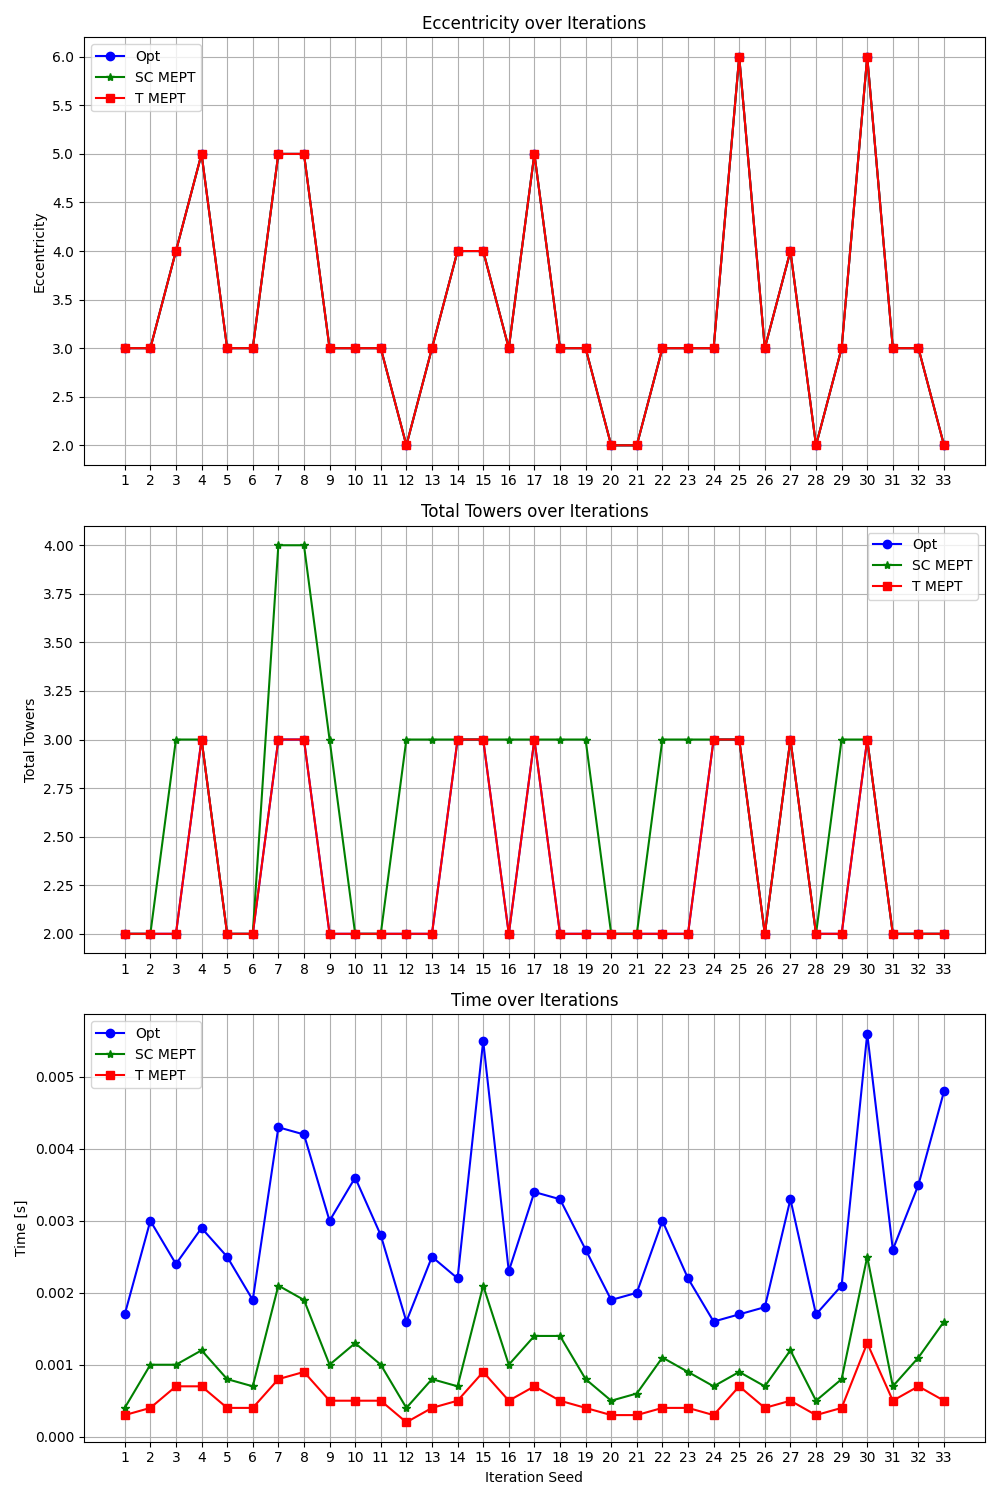 Eccentricity over Iterations
Opt
SC MEPT
T MEPT
6.0
5.5
5.0
4.5
4.0
3.5
3.0
2.5
2.0
Eccentricity
1 2 3 4 5 6 7 8 9 10 11 12 13 14 15 16 17 18 19 20 21 22 23 24 25 26 27 28 29 30 31 32 33
Total Towers over Iterations
Opt
SC MEPT
T MEPT
4.00
3.75
3.50
3.25
3.00
2.75
2.50
2.25
2.00
Total Towers
1 2 3 4 5 6 7 8 9 10 11 12 13 14 15 16 17 18 19 20 21 22 23 24 25 26 27 28 29 30 31 32 33
Time over Iterations
Opt
SC MEPT
T MEPT
0.005
0.004
0.003
0.002
0.001
0.000
Time [s]
1 2 3 4 5 6 7 8 9 10 11 12 13 14 15 16 17 18 19 20 21 22 23 24 25 26 27 28 29 30 31 32 33
Iteration Seed